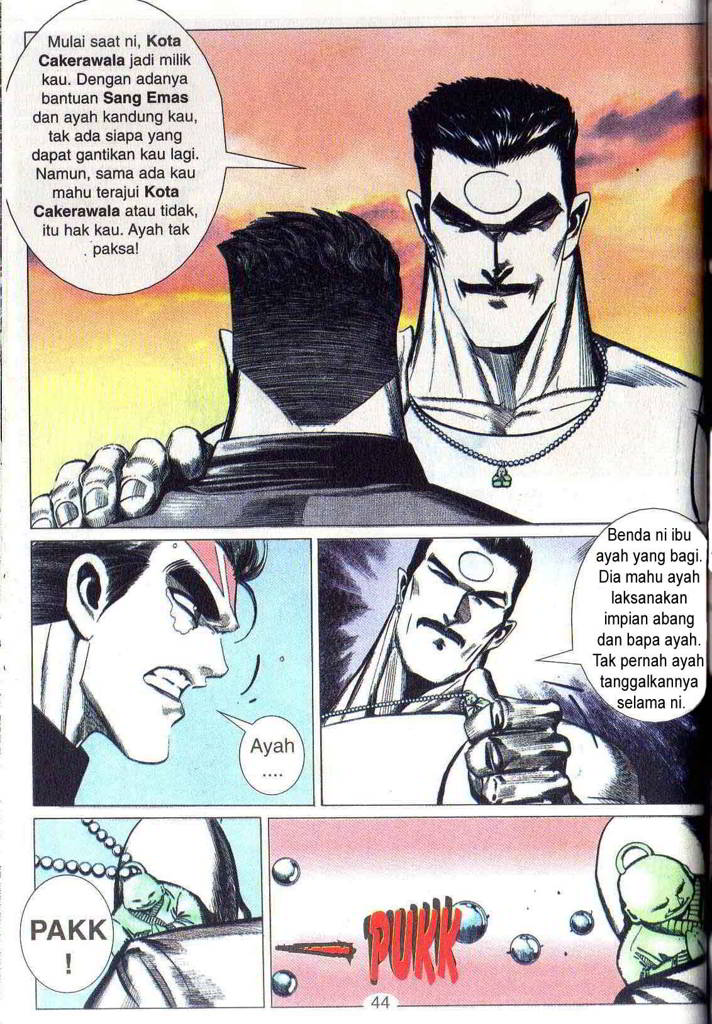 Mulai saat ni, Kota
Cakerawala jadi milik
kau. Dengan adanya
bantuan Sang Emas
dan ayah kandung kau,
tak ada siapa yang
dapat gantikan kau lagi.
Namun, sama ada kau
mahu terajui Kota
Cakerawala atau tidak,
itu hak kau. Ayah tak
paksa!
Ayah
....
Benda ni ibu
ayah yang bagi.
Dia mahu ayah
laksanakan
impian abang
dan bapa ayah.
Tak pernah ayah
tanggalkannya
selama ni.
PAKK
!
PUKK
44